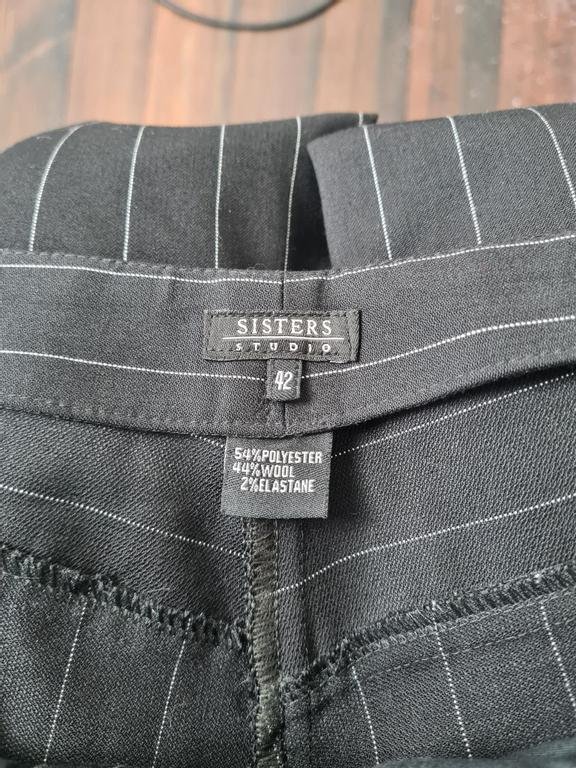 SISTERS
STUDIO
42
54%POLYESTER
44%WOOL
2%ELASTANE